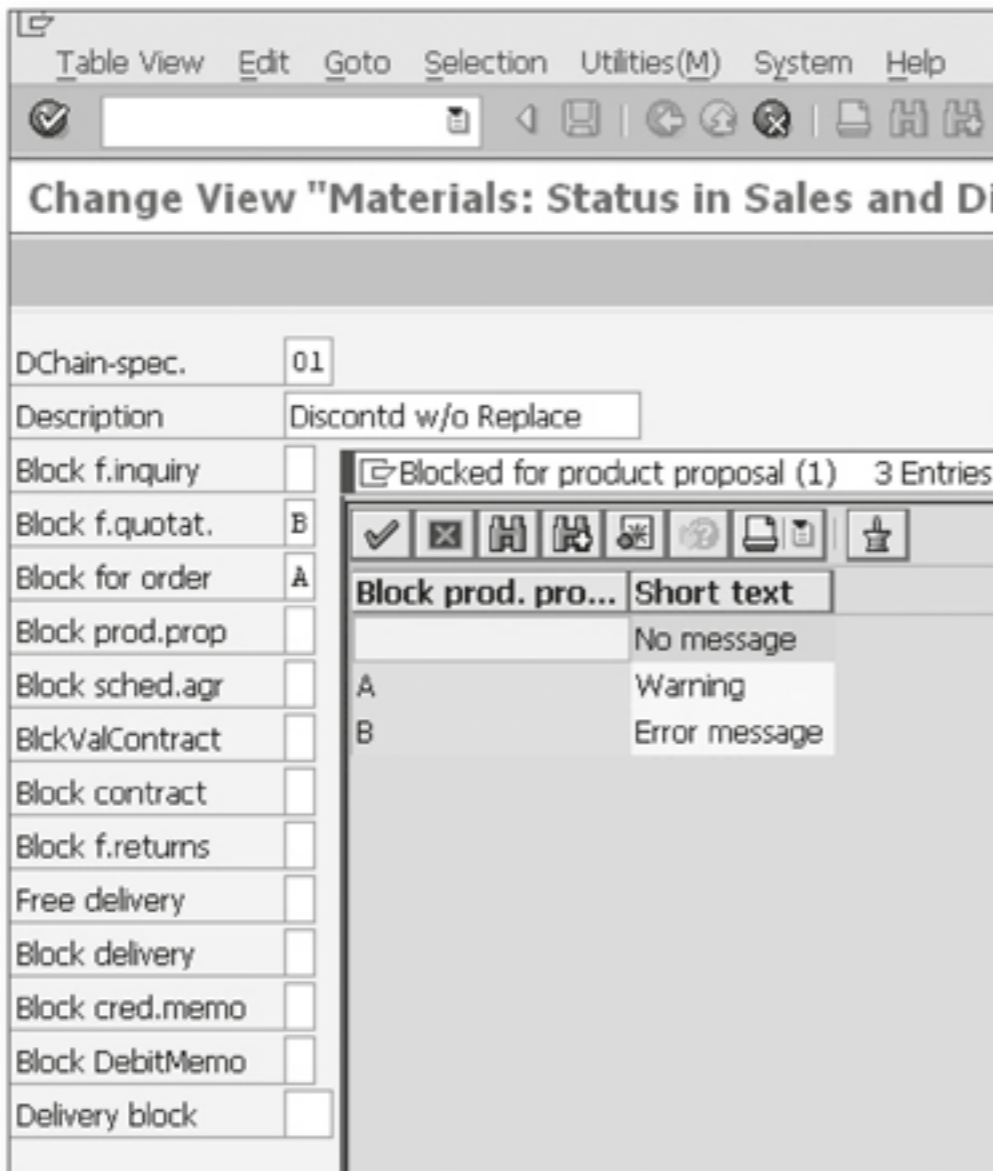 Table View Edit Goto Selection Utilities(M) System Help
Change View "Materials: Status in Sales and Di
DChain-spec. 01
Description Discontd w/o Replace
Block f.inquiry
Blocked for product proposal (1) 3 Entries
Block f.quotat. B
Block for order A
Block prod. pro... Short text
Block prod.prop
No message
Block sched.agr
A Warning
BlckValContract
B Error message
Block contract
Block f.returns
Free delivery
Block delivery
Block cred.memo
Block DebitMemo
Delivery block